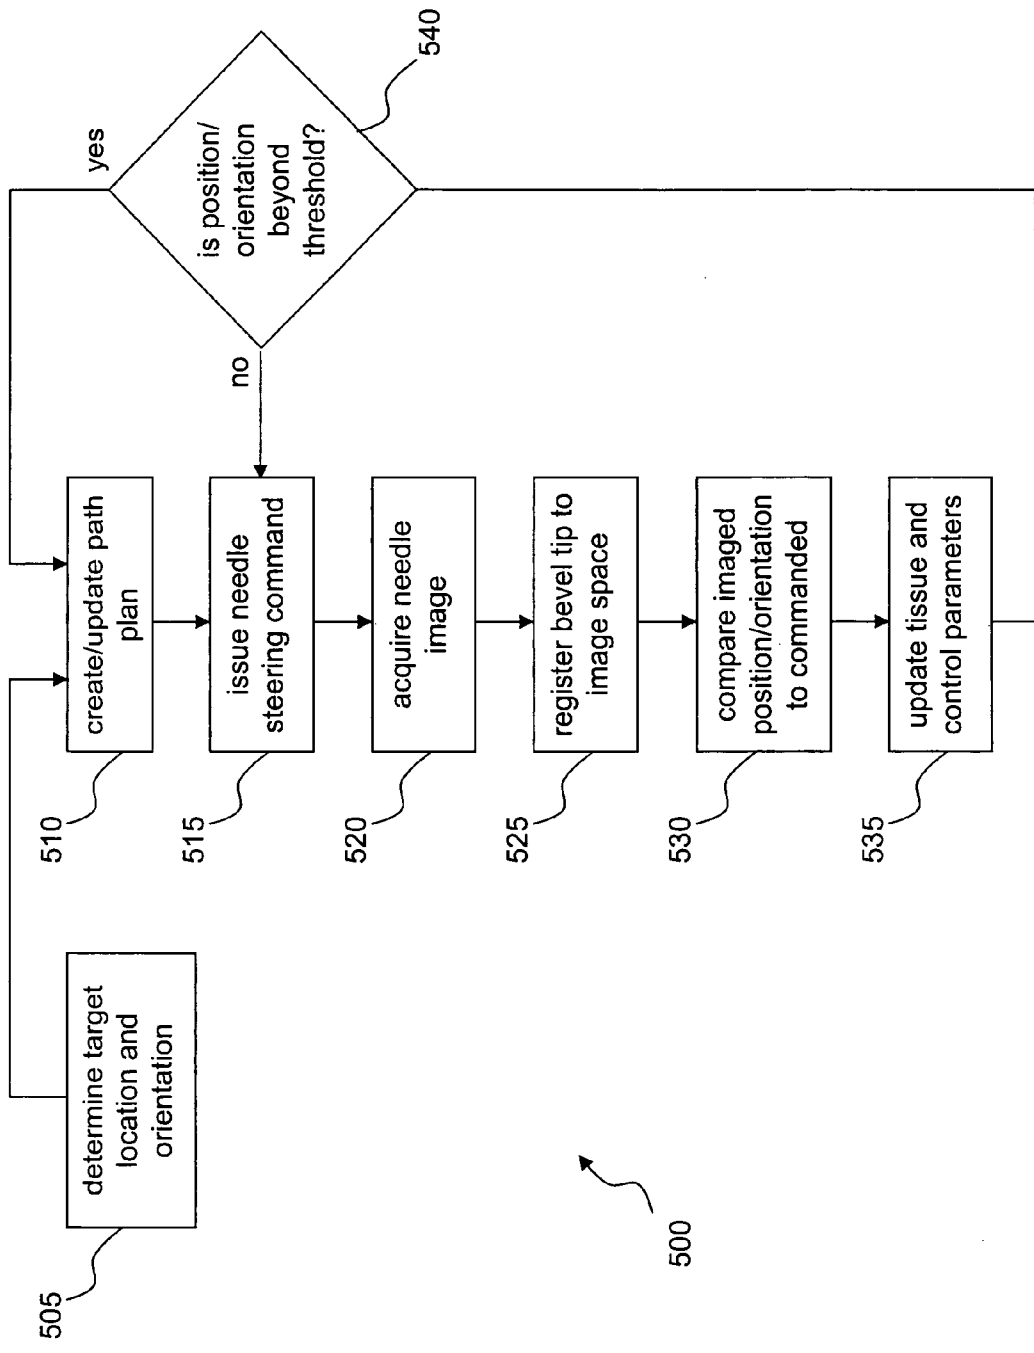 505
determine target
location and
orientation
510
create/update path
plan
515
issue needle
steering command
520
acquire needle
image
525
register bevel tip to
image space
530
compare imaged
position/orientation
to commanded
535
update tissue and
control parameters
yes
no
is position/
orientation
beyond
threshold?
540
500